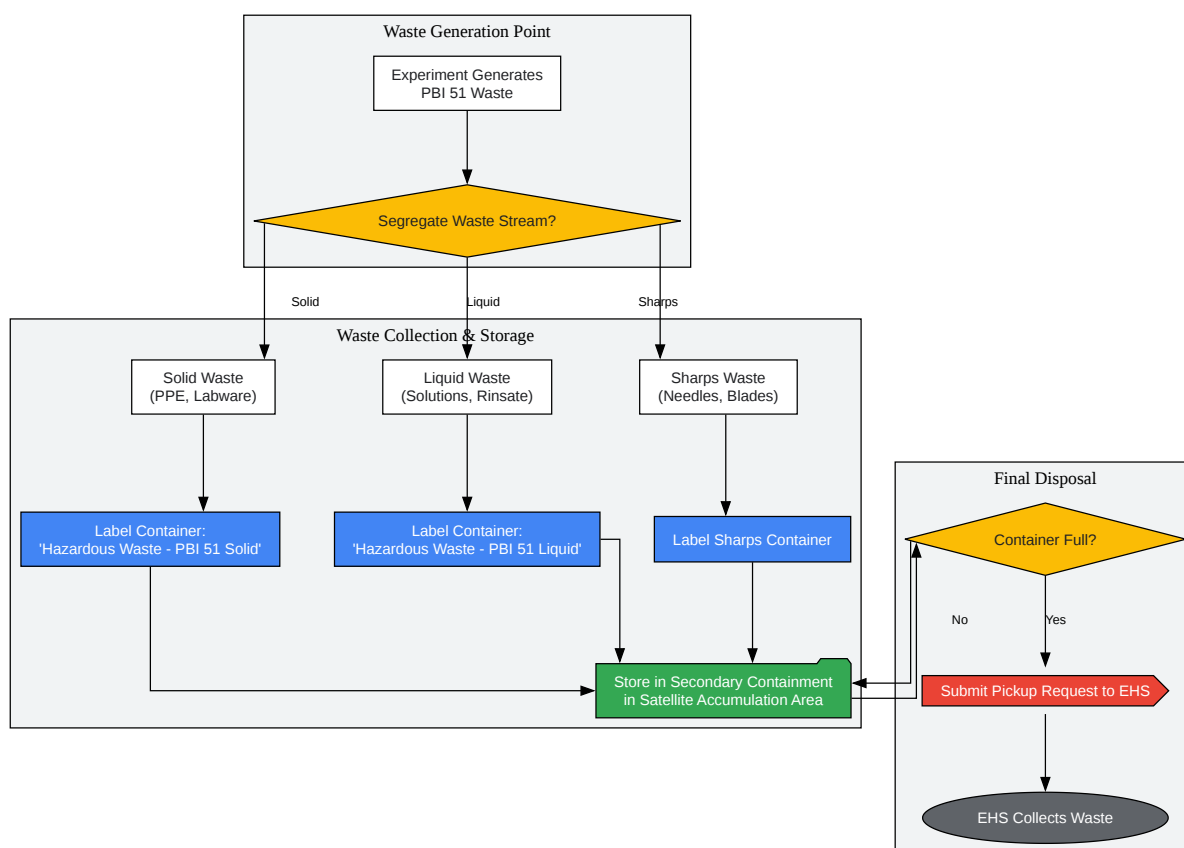 Waste Generation Point
Experiment Generates
PBI 51 Waste
Segregate Waste Stream?
Solid
Liquid
Sharps
Waste Collection & Storage
Solid Waste
(PPE, Labware)
Liquid Waste
(Solutions, Rinsate)
Sharps Waste
(Needles, Blades)
Label Container:
'Hazardous Waste - PBI 51 Solid'
Label Container:
'Hazardous Waste - PBI 51 Liquid'
Label Sharps Container
Store in Secondary Containment
in Satellite Accumulation Area
Final Disposal
Container Full?
No
Yes
Submit Pickup Request to EHS
EHS Collects Waste